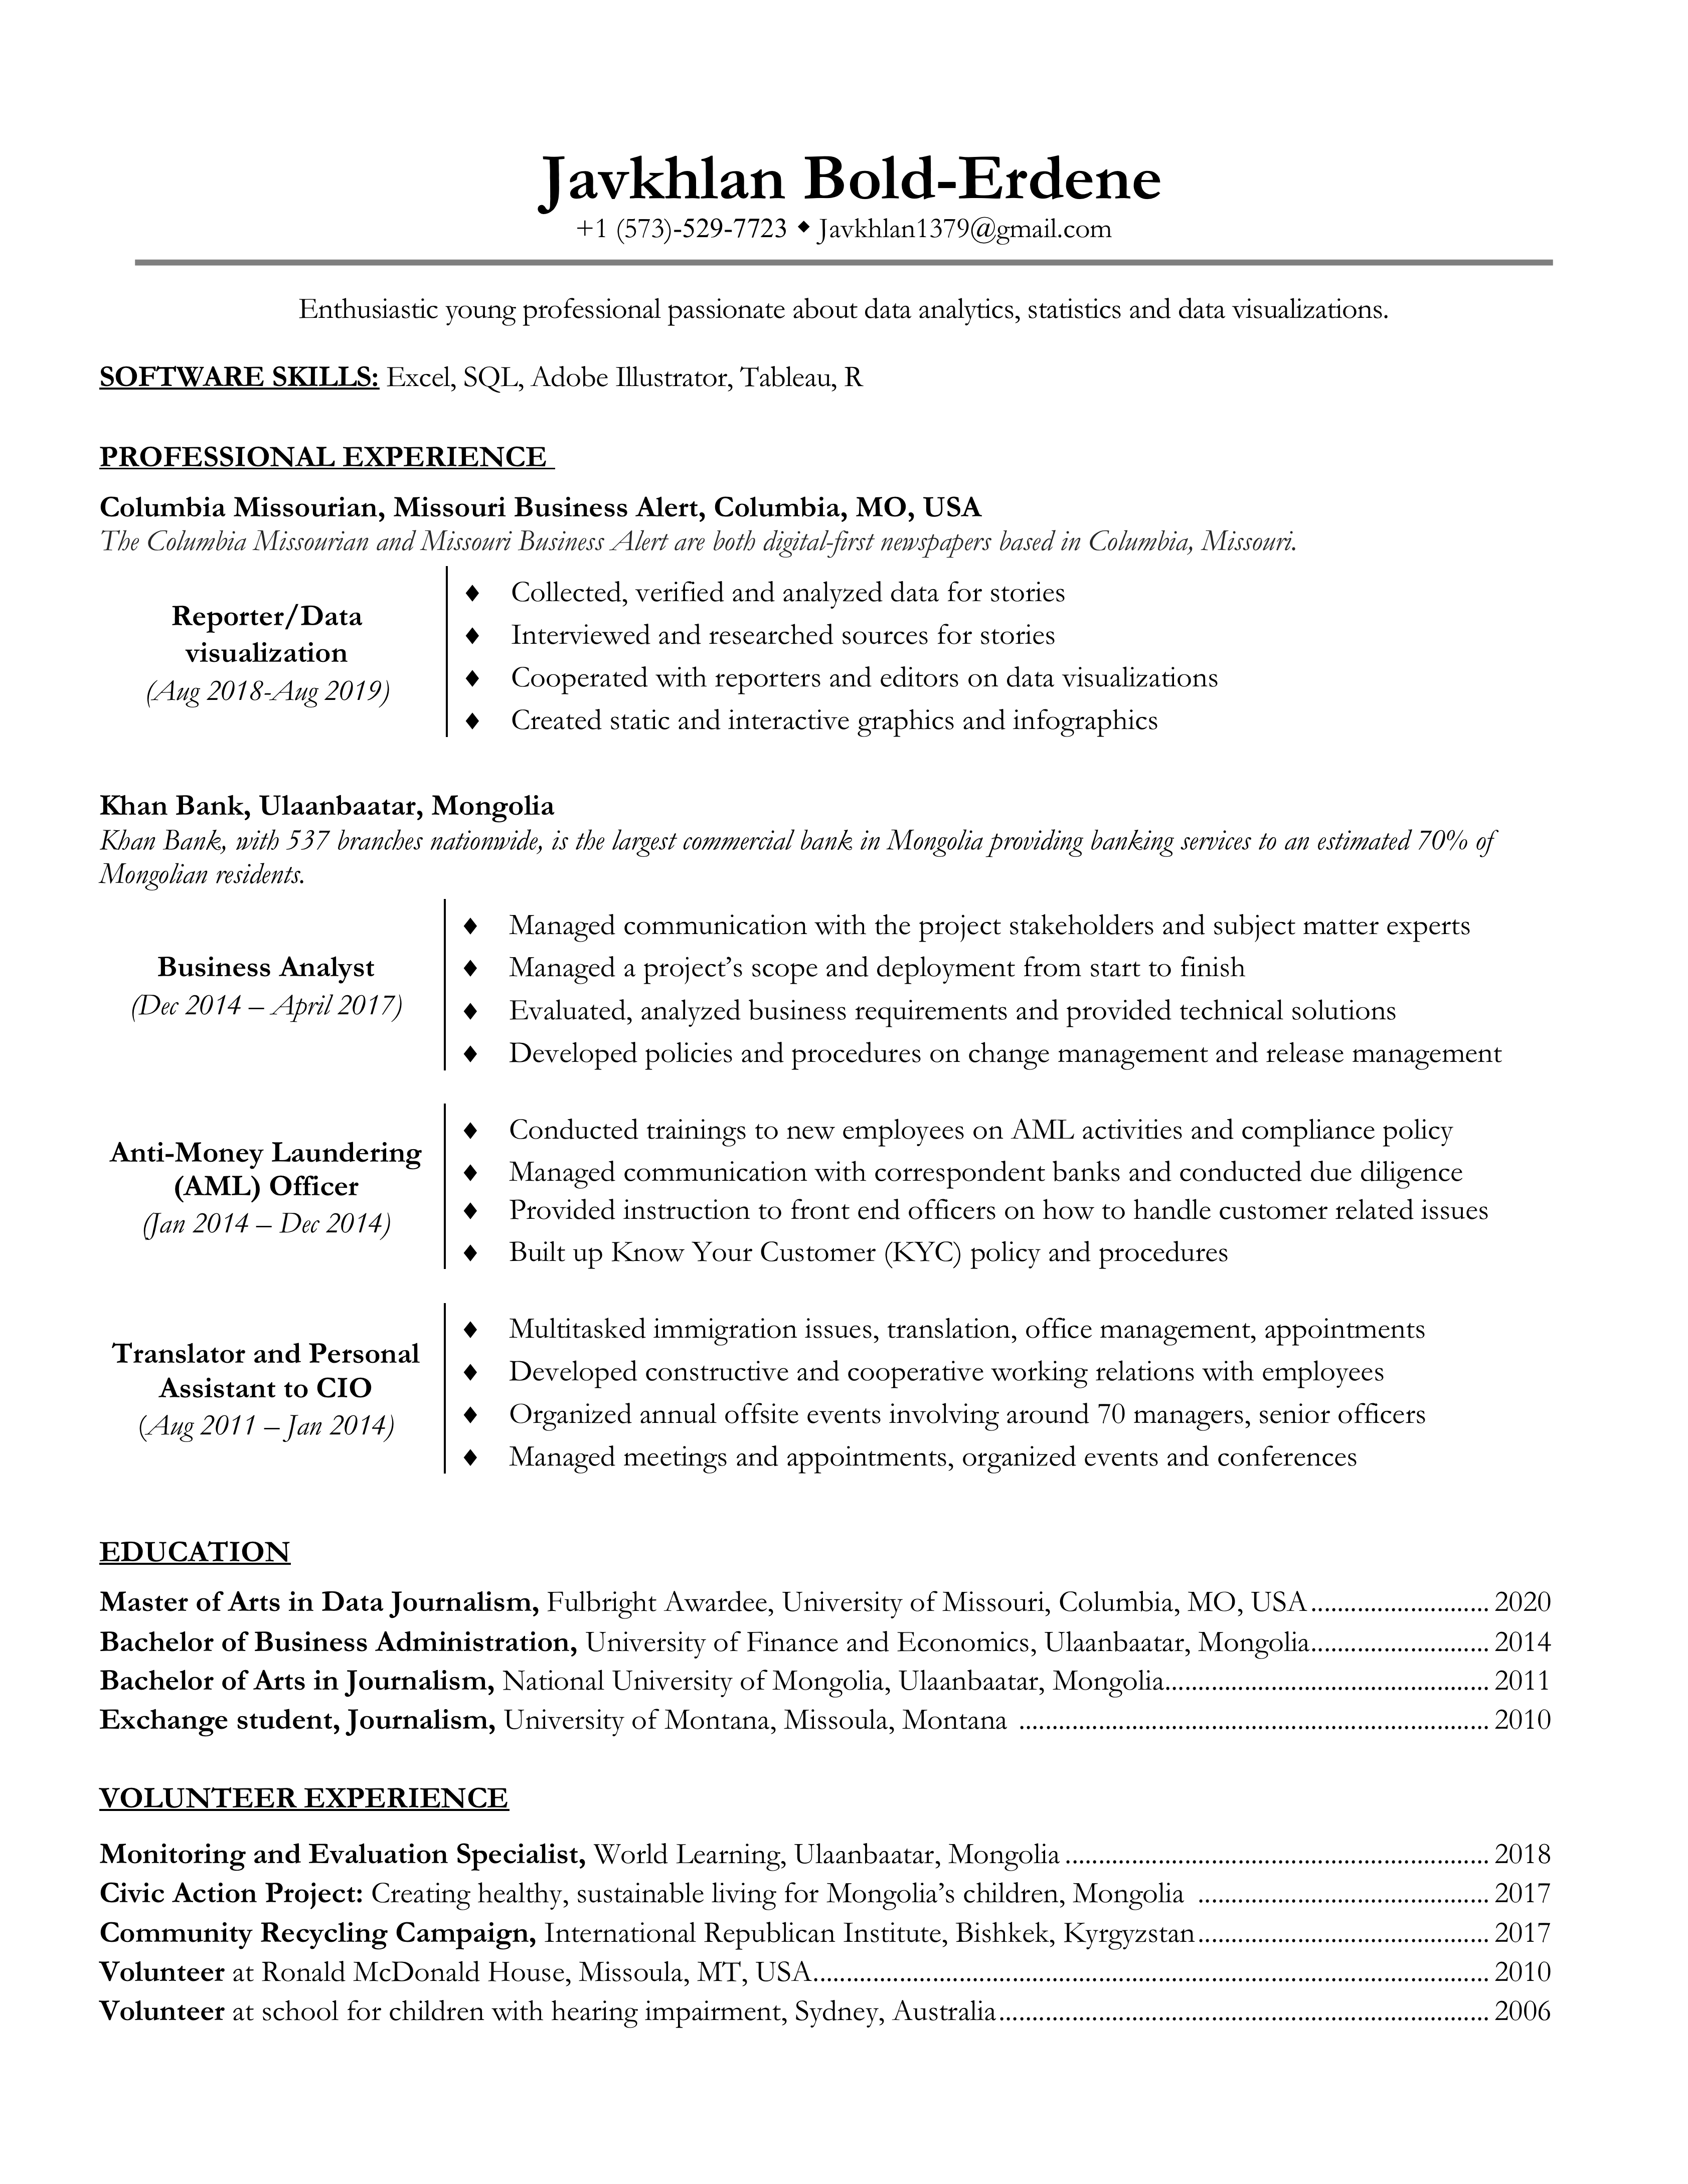 Javkhlan Bold-Erdene
+1 (573)-529-7723 ◆ Javkhlan1379@gmail.com
Enthusiastic young professional passionate about data analytics, statistics and data visualizations.
SOFTWARE SKILLS: Excel, SQL, Adobe Illustrator, Tableau, R
PROFESSIONAL EXPERIENCE
Columbia Missourian, Missouri Business Alert, Columbia, MO, USA
The Columbia Missourian and Missouri Business Alert are both digital-first newspapers based in Columbia, Missouri.
Reporter/Data
visualization
(Aug 2018-Aug 2019)
♦ Collected, verified and analyzed data for stories
♦ Interviewed and researched sources for stories
♦ Cooperated with reporters and editors on data visualizations
♦ Created static and interactive graphics and infographics
Khan Bank, Ulaanbaatar, Mongolia
Khan Bank, with 537 branches nationwide, is the largest commercial bank in Mongolia providing banking services to an estimated 70% of
Mongolian residents.
Business Analyst
(Dec 2014 – April 2017)
♦ Managed communication with the project stakeholders and subject matter experts
♦ Managed a project’s scope and deployment from start to finish
♦ Evaluated, analyzed business requirements and provided technical solutions
♦ Developed policies and procedures on change management and release management
Anti-Money Laundering
(AML) Officer
(Jan 2014 – Dec 2014)
♦ Conducted trainings to new employees on AML activities and compliance policy
♦ Managed communication with correspondent banks and conducted due diligence
♦ Provided instruction to front end officers on how to handle customer related issues
♦ Built up Know Your Customer (KYC) policy and procedures
Translator and Personal
Assistant to CIO
(Aug 2011 – Jan 2014)
♦ Multitasked immigration issues, translation, office management, appointments
♦ Developed constructive and cooperative working relations with employees
♦ Organized annual offsite events involving around 70 managers, senior officers
♦ Managed meetings and appointments, organized events and conferences
EDUCATION
Master of Arts in Data Journalism, Fulbright Awardee, University of Missouri, Columbia, MO, USA........................... 2020
Bachelor of Business Administration, University of Finance and Economics, Ulaanbaatar, Mongolia........................... 2014
Bachelor of Arts in Journalism, National University of Mongolia, Ulaanbaatar, Mongolia................................................. 2011
Exchange student, Journalism, University of Montana, Missoula, Montana ....................................................................... 2010
VOLUNTEER EXPERIENCE
Monitoring and Evaluation Specialist, World Learning, Ulaanbaatar, Mongolia ................................................................ 2018
Civic Action Project: Creating healthy, sustainable living for Mongolia’s children, Mongolia ............................................ 2017
Community Recycling Campaign, International Republican Institute, Bishkek, Kyrgyzstan............................................ 2017
Volunteer at Ronald McDonald House, Missoula, MT, USA...................................................................................................... 2010
Volunteer at school for children with hearing impairment, Sydney, Australia.......................................................................... 2006